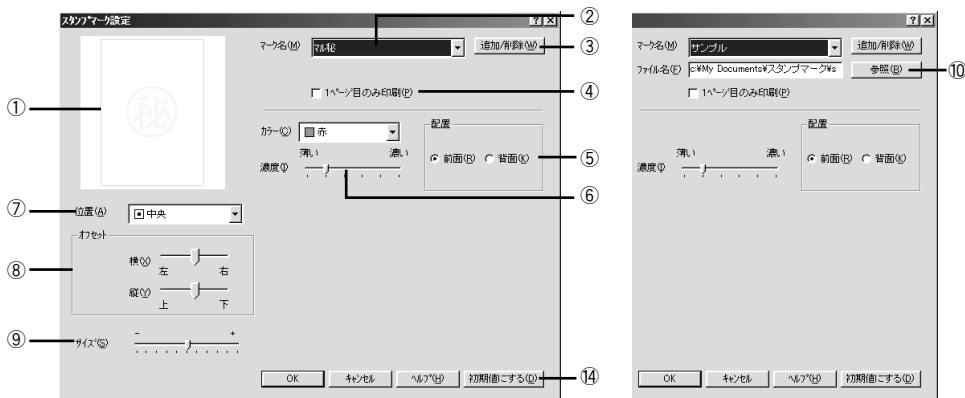 スタンプマーク設定
②
マーク名(M) マル秘 追加/削除(W) ③
□ 1ページ目のみ印刷(P) ④
①
秘
カラー(C) 赤
配置
薄い 濃い
濃度(I)
前面(R) 背面(K) ⑤
⑥
⑦ 位置(A) 中央
オフセット
⑧ 横(X)
左 右
縦(Y)
上 下
⑨ サイズ(S) - +
OK キャンセル ヘルプ(H) 初期値にする(D) ⑭
マーク名(M) サンプル 追加/削除(W)
ファイル名(F) c:¥My Documents¥スタンプマーク¥s 参照(B) ⑩
□ 1ページ目のみ印刷(P)
配置
薄い 濃い
濃度(I)
前面(R) 背面(K)
OK キャンセル ヘルプ(H) 初期値にする(D)